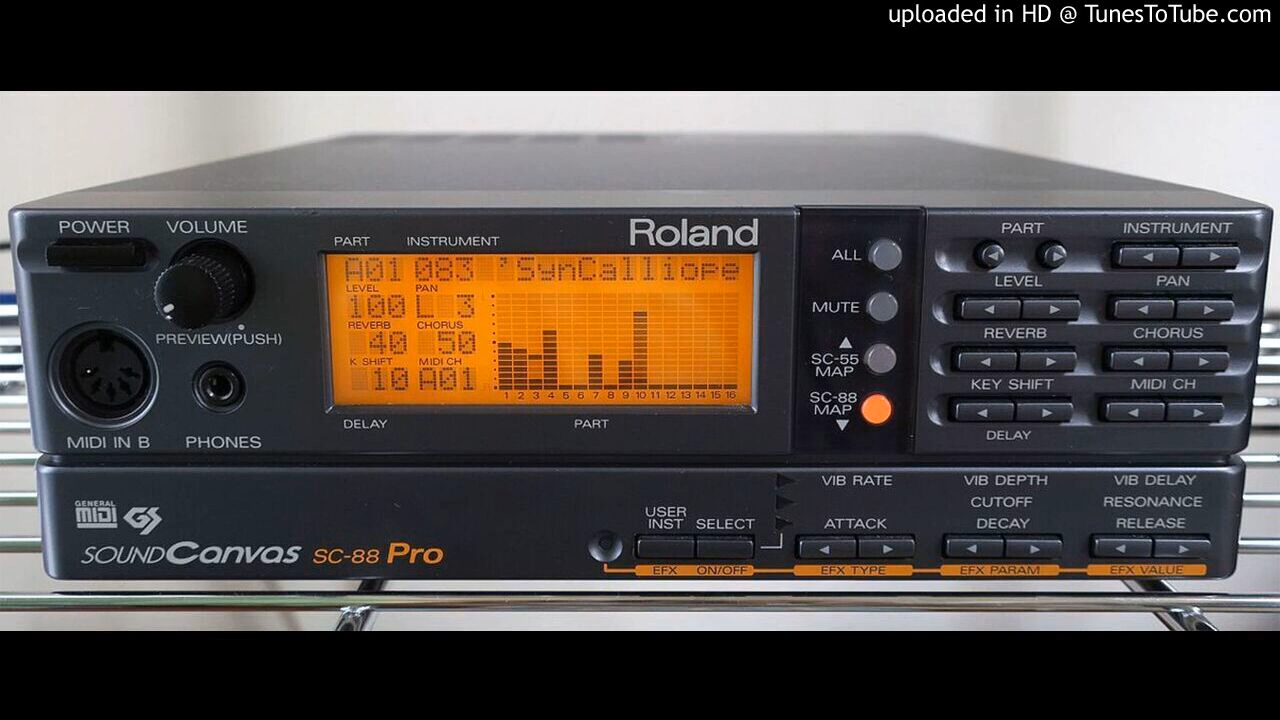 uploaded in HD @ TunesToTube.com
POWER VOLUME
PREVIEW(PUSH)
MIDI IN B PHONES
Roland
PART INSTRUMENT
A01 083 'SynCalliope
LEVEL PAN
100 L 3
REVERB CHORUS
40 50
K SHIFT MIDI CH
10 A01
1 2 3 4 5 6 7 8 9 10 11 12 13 14 15 16
DELAY PART
ALL
MUTE
▲
SC-55
MAP
SC-88
MAP
▼
PART INSTRUMENT
LEVEL PAN
REVERB CHORUS
KEY SHIFT MIDI CH
DELAY
GENERAL
MIDI GS
SOUND Canvas SC-88 Pro
USER
INST SELECT
EFX ON/OFF
VIB RATE VIB DEPTH VIB DELAY
CUTOFF RESONANCE
ATTACK DECAY RELEASE
EFX TYPE EFX PARAM EFX VALUE